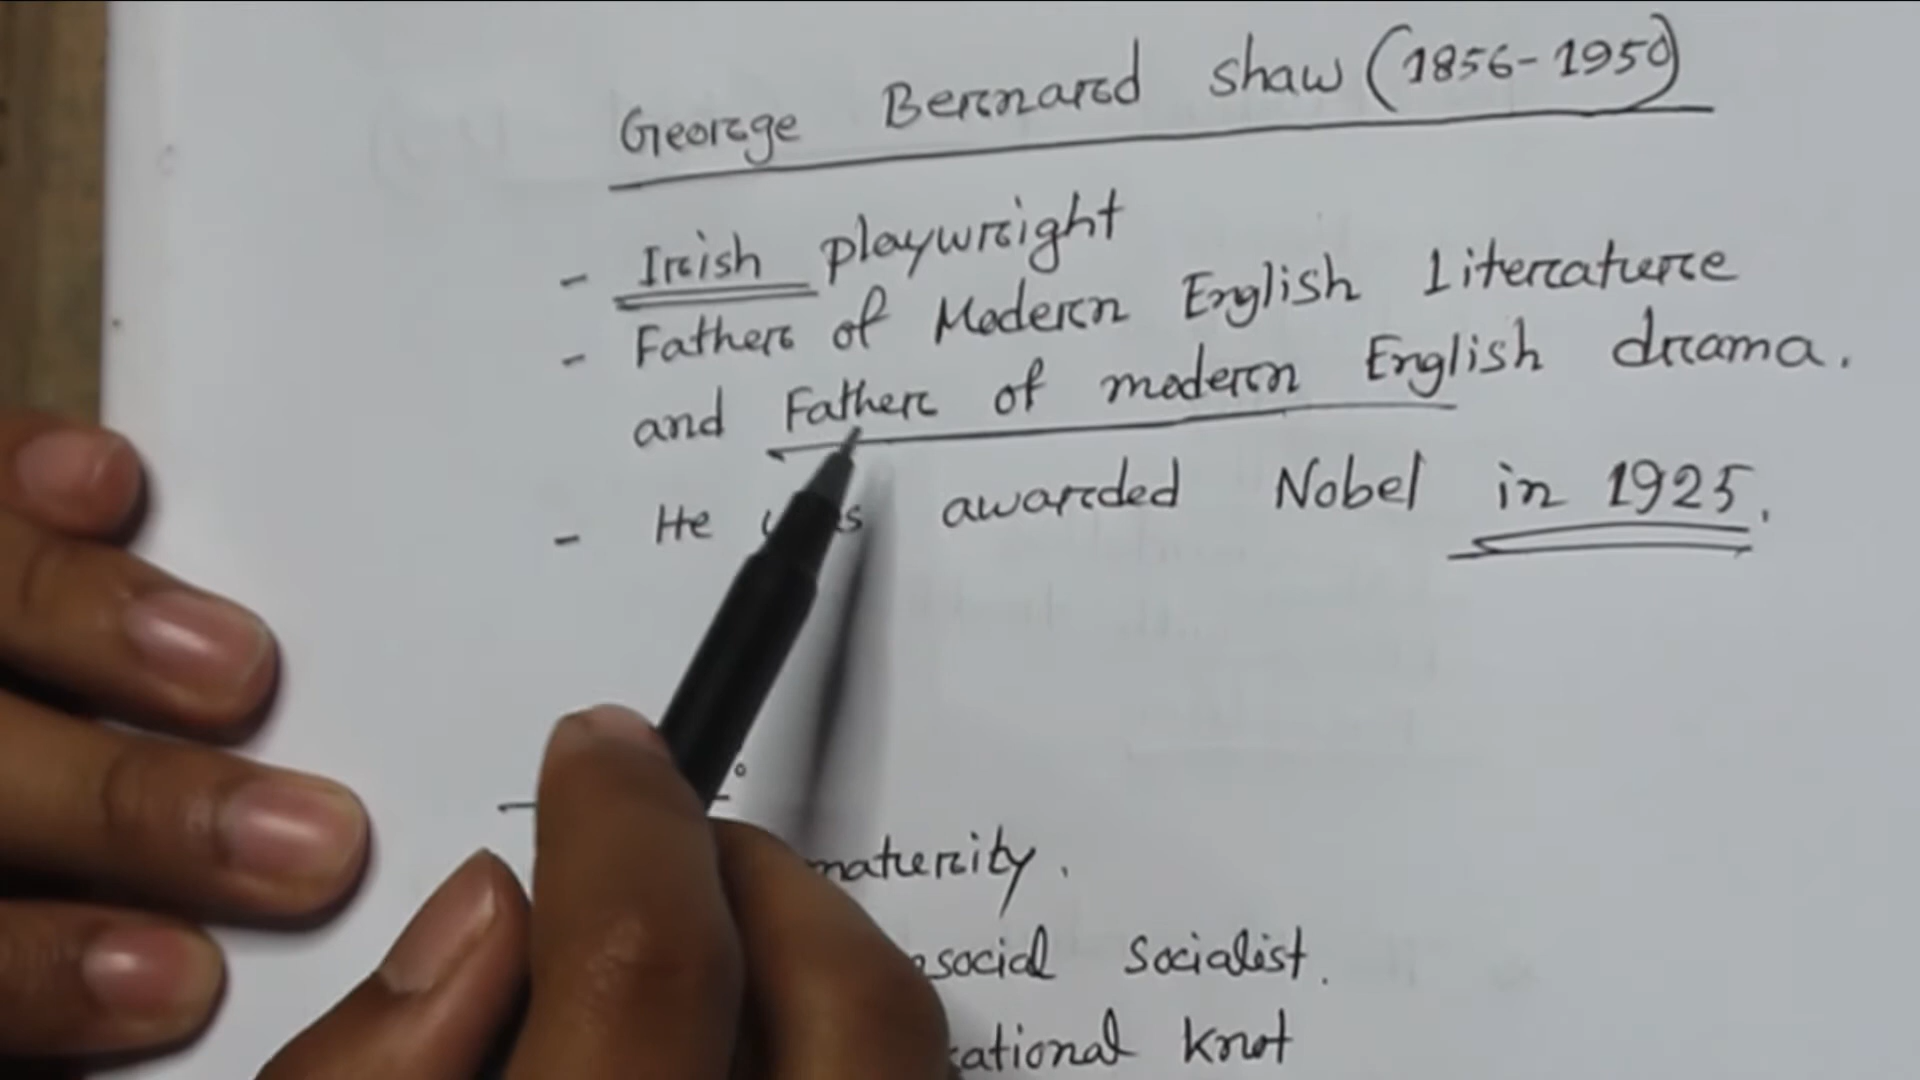 George Bernard Shaw (1856-1950)
- Irish playwright
- Father of Modern English Literature
and Father of modern English drama.
- He was awarded Nobel in 1925.
social socialist.
knot